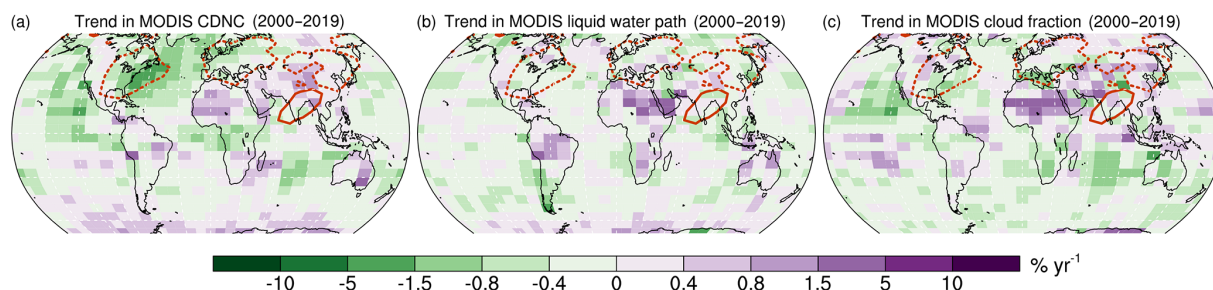 (a) Trend in MODIS CDNC (2000−2019)
(b) Trend in MODIS liquid water path (2000−2019)
(c) Trend in MODIS cloud fraction (2000−2019)
-10 -5 -1.5 -0.8 -0.4 0 0.4 0.8 1.5 5 10 % yr-1